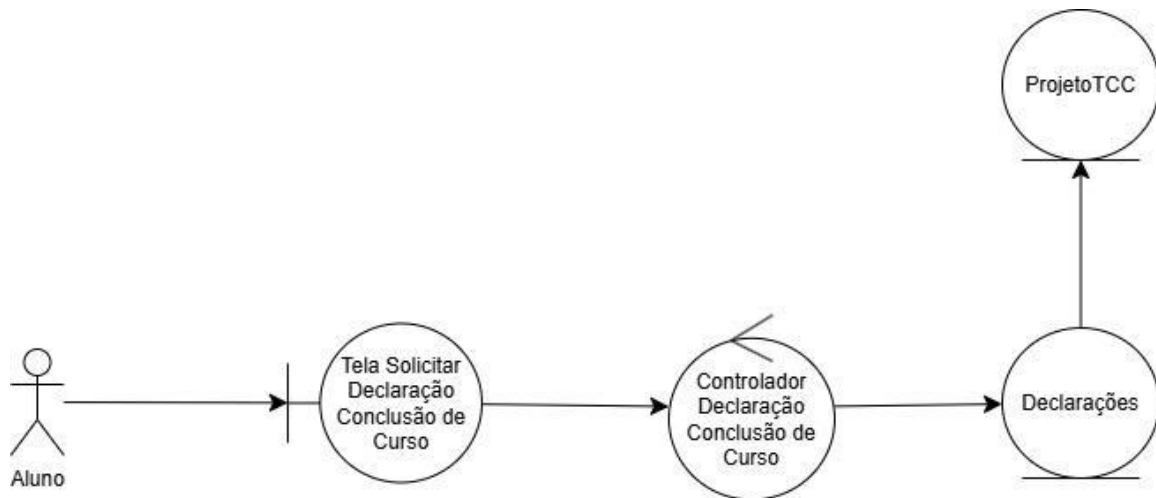 ProjetoTCC
Tela Solicitar
Declaração
Conclusão de
Curso
Controlador
Declaração
Conclusão de
Curso
Declarações
Aluno